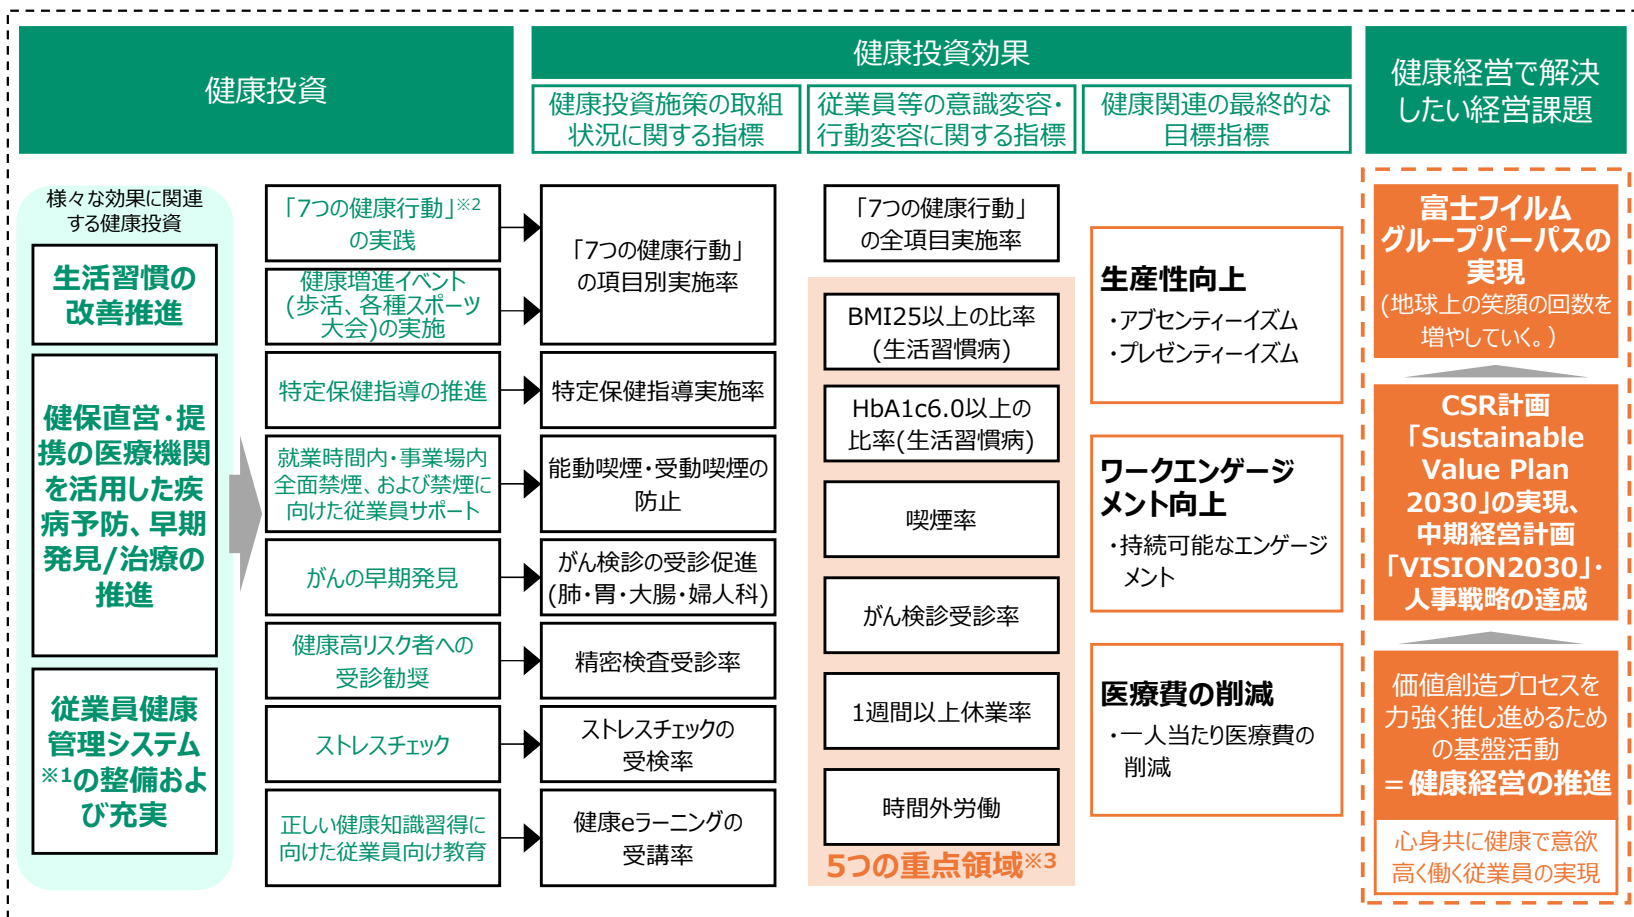 健康投資
健康投資効果
健康投資施策の取組
状況に関する指標
従業員等の意識変容・
行動変容に関する指標
健康関連の最終的な
目標指標
健康経営で解決
したい経営課題
様々な効果に関連
する健康投資
生活習慣の
改善推進
健保直営・提
携の医療機関
を活用した疾
病予防、早期
発見/治療の
推進
従業員健康
管理システム
※1の整備およ
び充実
「7つの健康行動」※2
の実践
健康増進イベント
(歩活、各種スポーツ
大会)の実施
特定保健指導の推進
就業時間内・事業場内
全面禁煙、および禁煙に
向けた従業員サポート
がんの早期発見
健康高リスク者への
受診勧奨
ストレスチェック
正しい健康知識習得に
向けた従業員向け教育
「7つの健康行動」
の項目別実施率
特定保健指導実施率
能動喫煙・受動喫煙の
防止
がん検診の受診促進
(肺・胃・大腸・婦人科)
精密検査受診率
ストレスチェックの
受検率
健康eラーニングの
受講率
「7つの健康行動」
の全項目実施率
BMI25以上の比率
(生活習慣病)
HbA1c6.0以上の
比率(生活習慣病)
喫煙率
がん検診受診率
1週間以上休業率
時間外労働
5つの重点領域※3
生産性向上
・アブセンティーイズム
・プレゼンティーイズム
ワークエンゲージ
メント向上
・持続可能なエンゲージ
メント
医療費の削減
・一人当たり医療費の
削減
富士フイルム
グループパーパスの
実現
(地球上の笑顔の回数を
増やしていく。)
CSR計画
「Sustainable
Value Plan
2030」の実現、
中期経営計画
「VISION2030」・
人事戦略の達成
価値創造プロセスを
力強く推し進めるため
の基盤活動
＝健康経営の推進
心身共に健康で意欲
高く働く従業員の実現